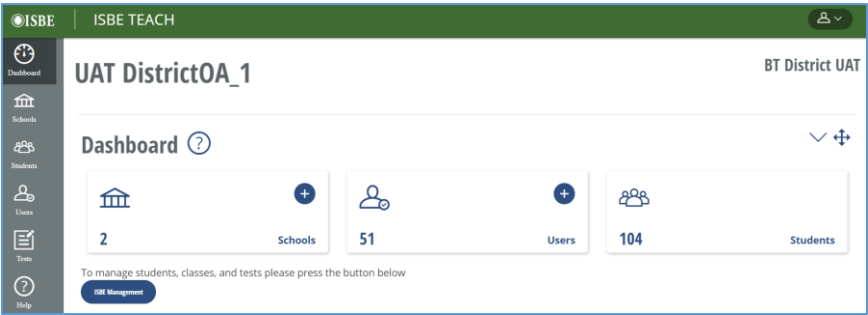 ISBE
ISBE TEACH
Dashboard
Schools
Students
Users
Tests
Help
UAT DistrictOA_1
BT District UAT
Dashboard ?
2 Schools
51 Users
104 Students
To manage students, classes, and tests please press the button below
ISBE Management